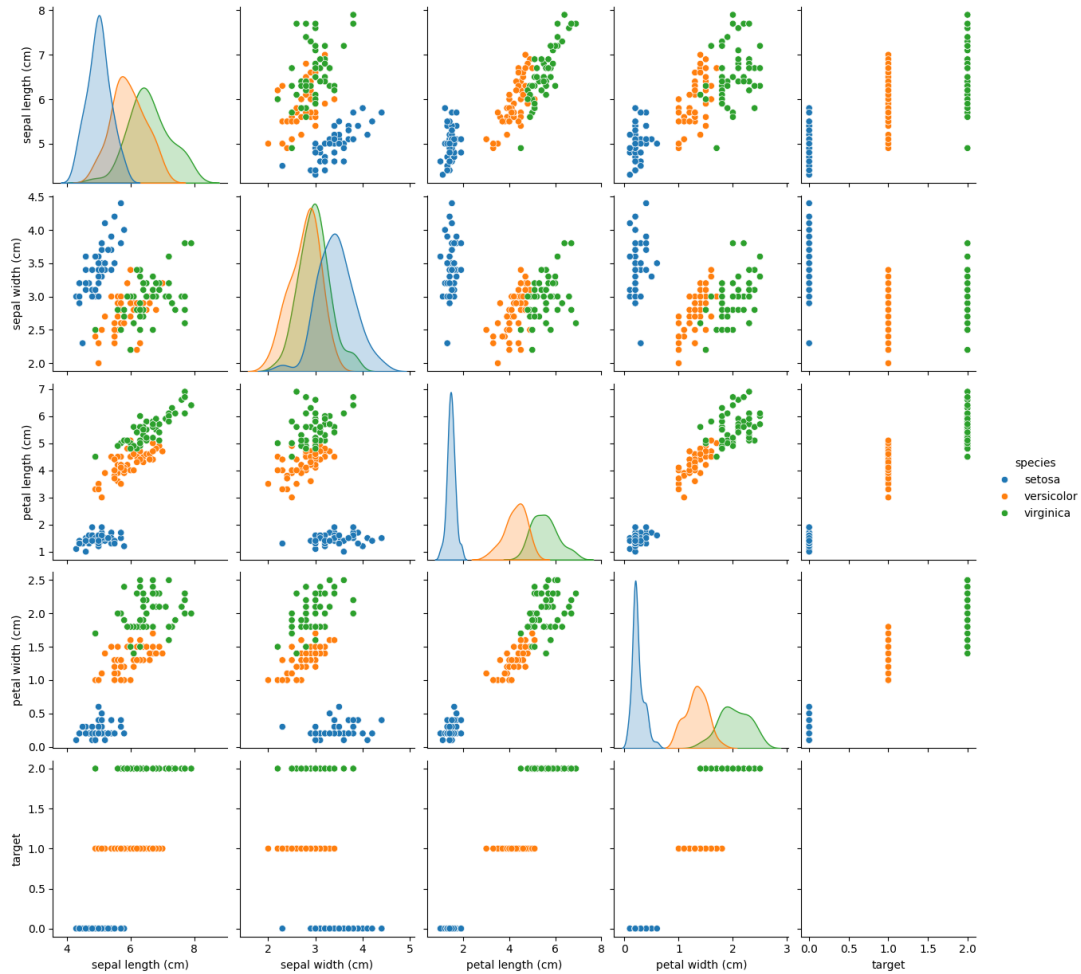 8
7
6
5
sepal length (cm)
4.5
4.0
3.5
3.0
2.5
2.0
sepal width (cm)
7
6
5
4
3
2
1
petal length (cm)
species
setosa
versicolor
virginica
2.5
2.0
1.5
1.0
0.5
0.0
petal width (cm)
2.0
1.5
1.0
0.5
0.0
target
4 6 8
2 3 4 5
0 2 4 6 8
0 1 2 3
0.0 0.5 1.0 1.5 2.0
sepal length (cm)
sepal width (cm)
petal length (cm)
petal width (cm)
target